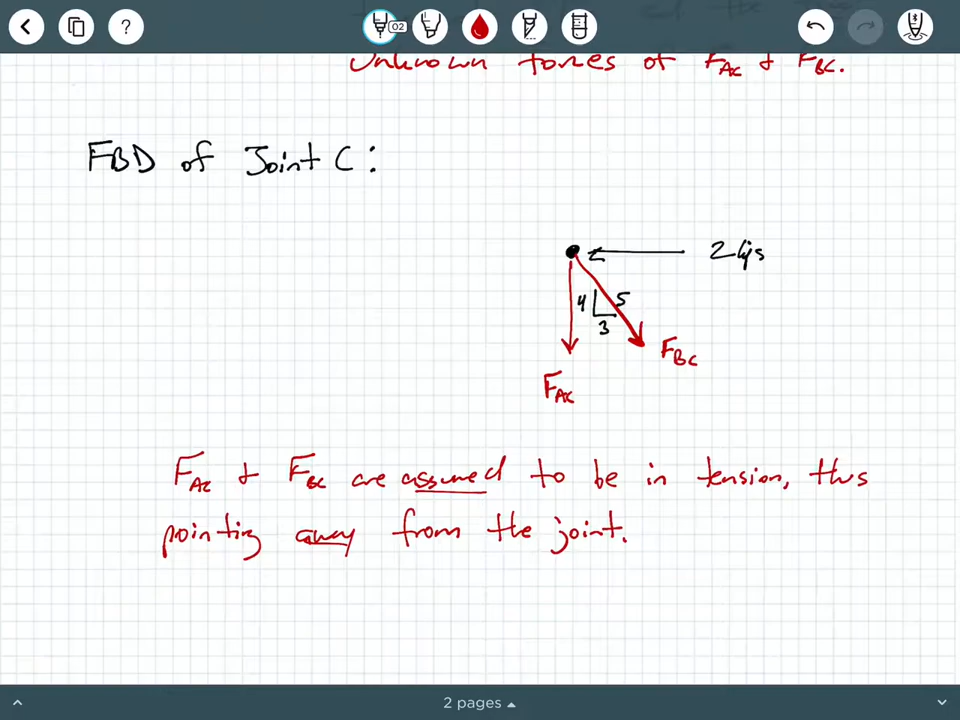 ?
02
Unknown forces of FAC & FBC.
FBD of Joint C:
2 kips
4 5
3
FBC
FAC
FAC & FBC are assumed to be in tension, thus
pointing away from the joint.
2 pages